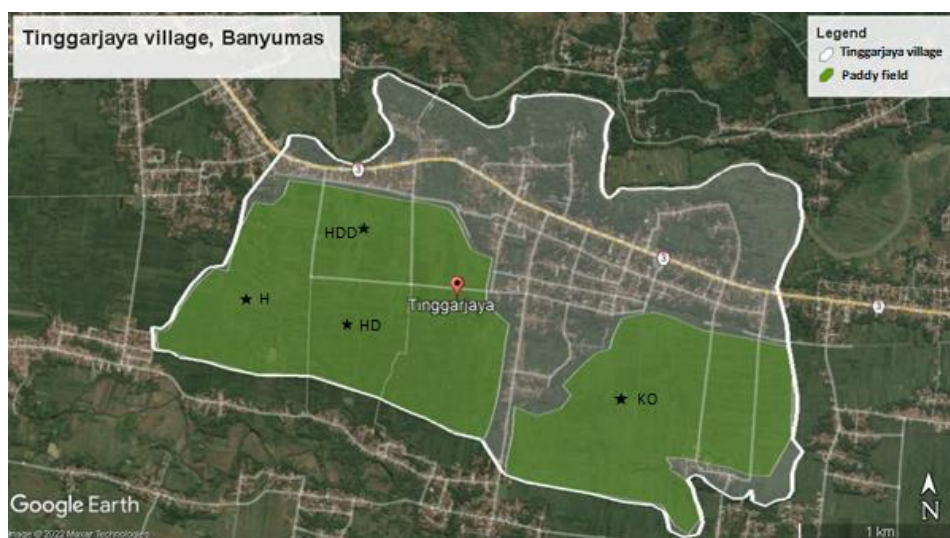 Tinggarjaya village, Banyumas
Legend
Tinggarjaya village
Paddy field
3
HDD
3
H
Tinggarjaya
3
HD
KO
Google Earth
Image © 2022 Maxar Technologies
N
1 km